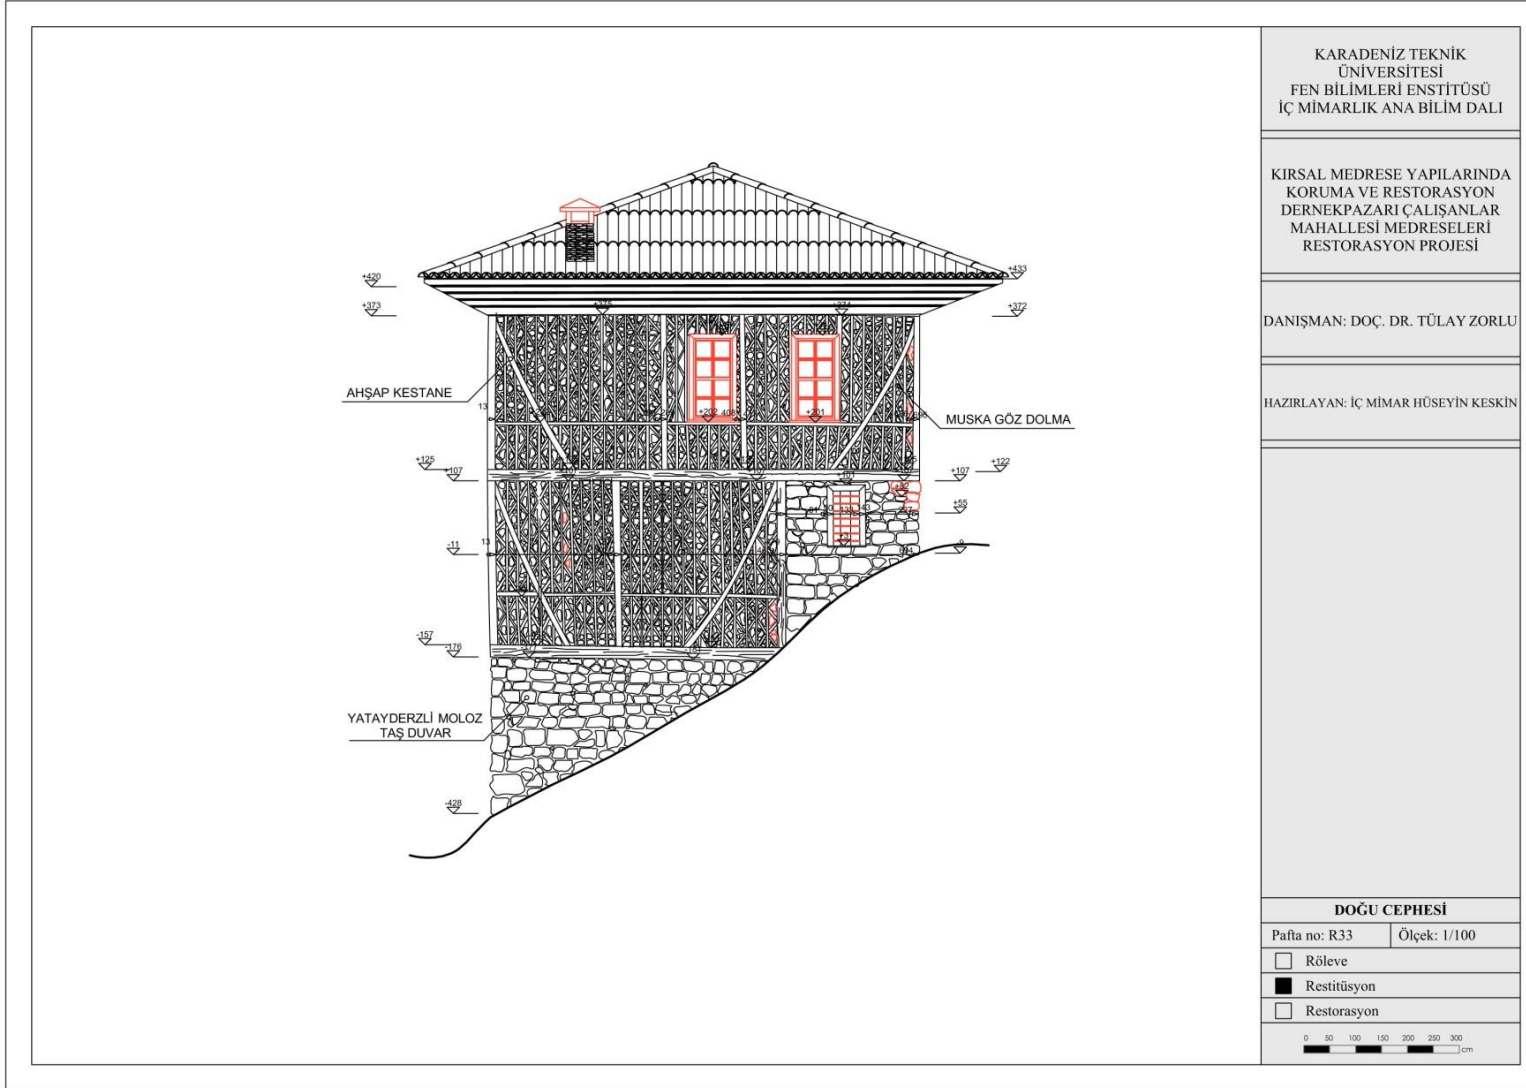 KARADENİZ TEKNİK
ÜNİVERSİTESİ
FEN BİLİMLERİ ENSTİTÜSÜ
İÇ MİMARLIK ANA BİLİM DALI
KIRSAL MEDRESE YAPILARINDA
KORUMA VE RESTORASYON
DERNEKPAZARI ÇALIŞANLAR
MAHALLESİ MEDRESELERİ
RESTORASYON PROJESİ
DANIŞMAN: DOÇ. DR. TÜLAY ZORLU
HAZIRLAYAN: İÇ MİMAR HÜSEYİN KESKİN
+420
+433
+373
+375
+374
+372
AHŞAP KESTANE
13
+202
408
+201
MUSKA GÖZ DOLMA
+125
+122
+107
+107
+55
-11
13
-9
-157
-176
YATAYDERZLİ MOLOZ
TAŞ DUVAR
-428
DOĞU CEPHESİ
Pafta no: R33
Ölçek: 1/100
Röleve
Restitüsyon
Restorasyon
0 50 100 150 200 250 300
cm